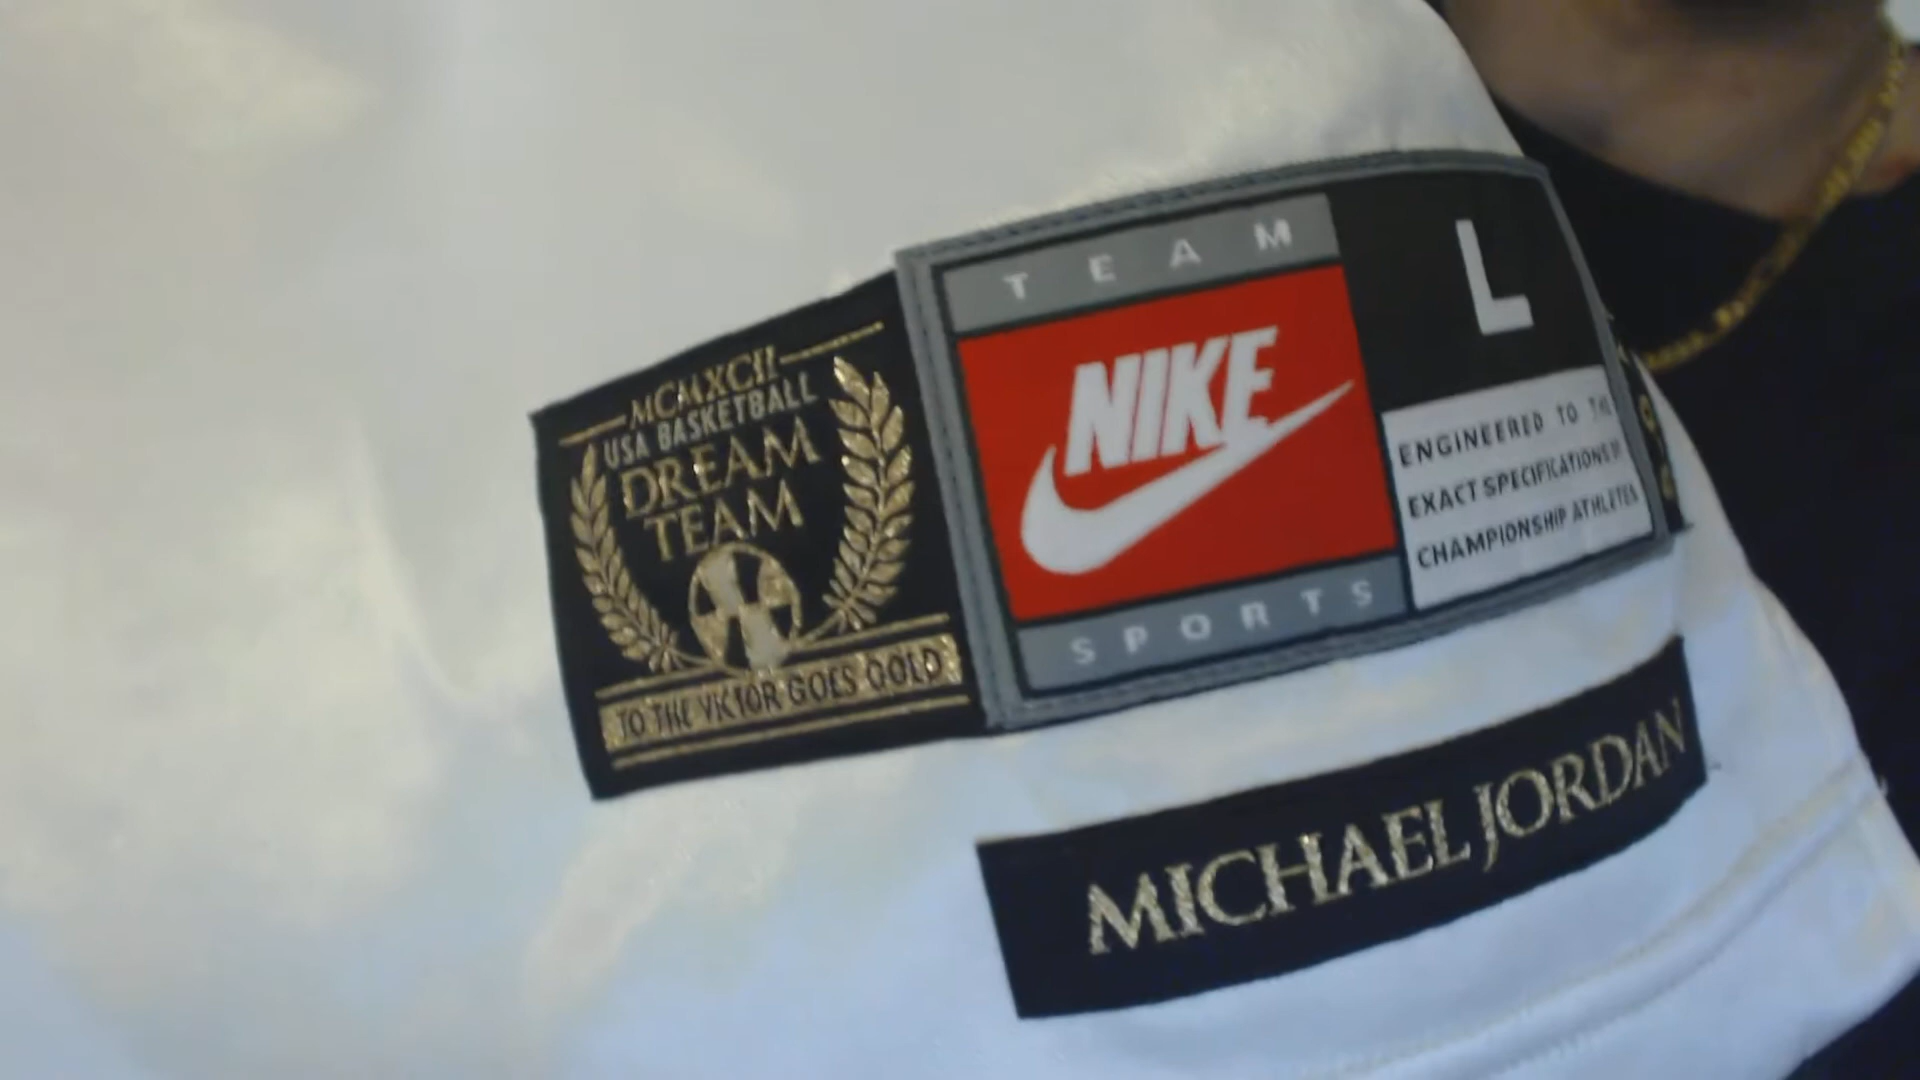 MCMXCII
USA BASKETBALL
DREAM
TEAM
TO THE VICTOR GOES GOLD
TEAM
NIKE
SPORTS
L
ENGINEERED TO THE
EXACT SPECIFICATIONS OF
CHAMPIONSHIP ATHLETES
MICHAEL JORDAN